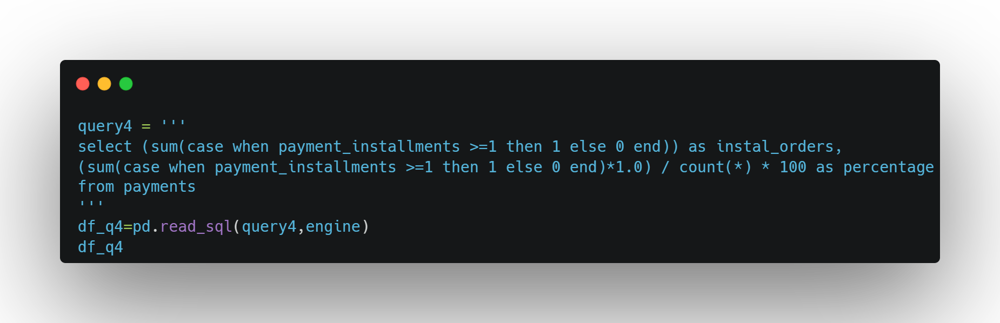 query4 = '''
select (sum(case when payment_installments >=1 then 1 else 0 end)) as instal_orders,
(sum(case when payment_installments >=1 then 1 else 0 end)*1.0) / count(*) * 100 as percentage
from payments
'''
df_q4=pd.read_sql(query4,engine)
df_q4